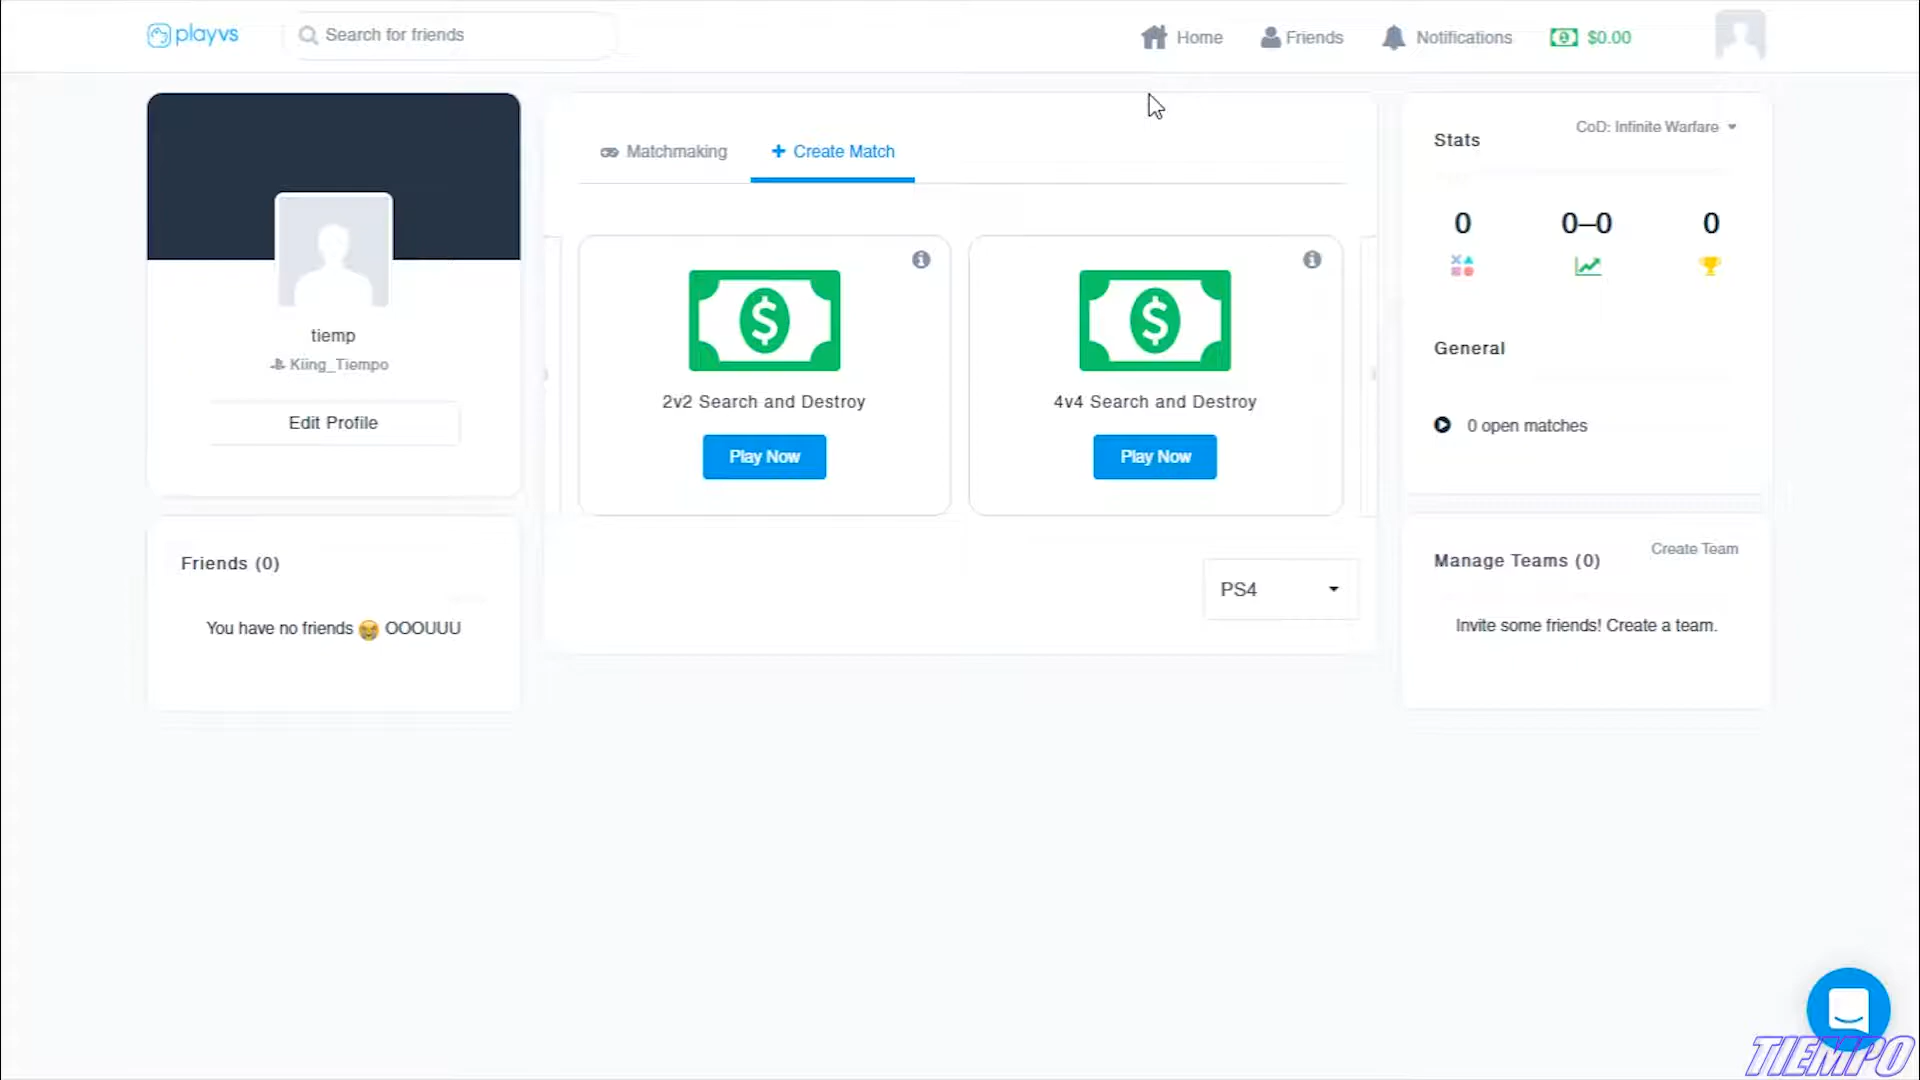 playvs
Search for friends
Home
Friends
Notifications
$0.00
tiemp
Kiing_Tiempo
Edit Profile
Friends (0)
You have no friends 😭 OOOUUU
Matchmaking
Create Match
2v2 Search and Destroy
Play Now
4v4 Search and Destroy
Play Now
PS4
Stats
CoD: Infinite Warfare
0
0–0
0
General
0 open matches
Manage Teams (0)
Create Team
Invite some friends! Create a team.
TIEMPO